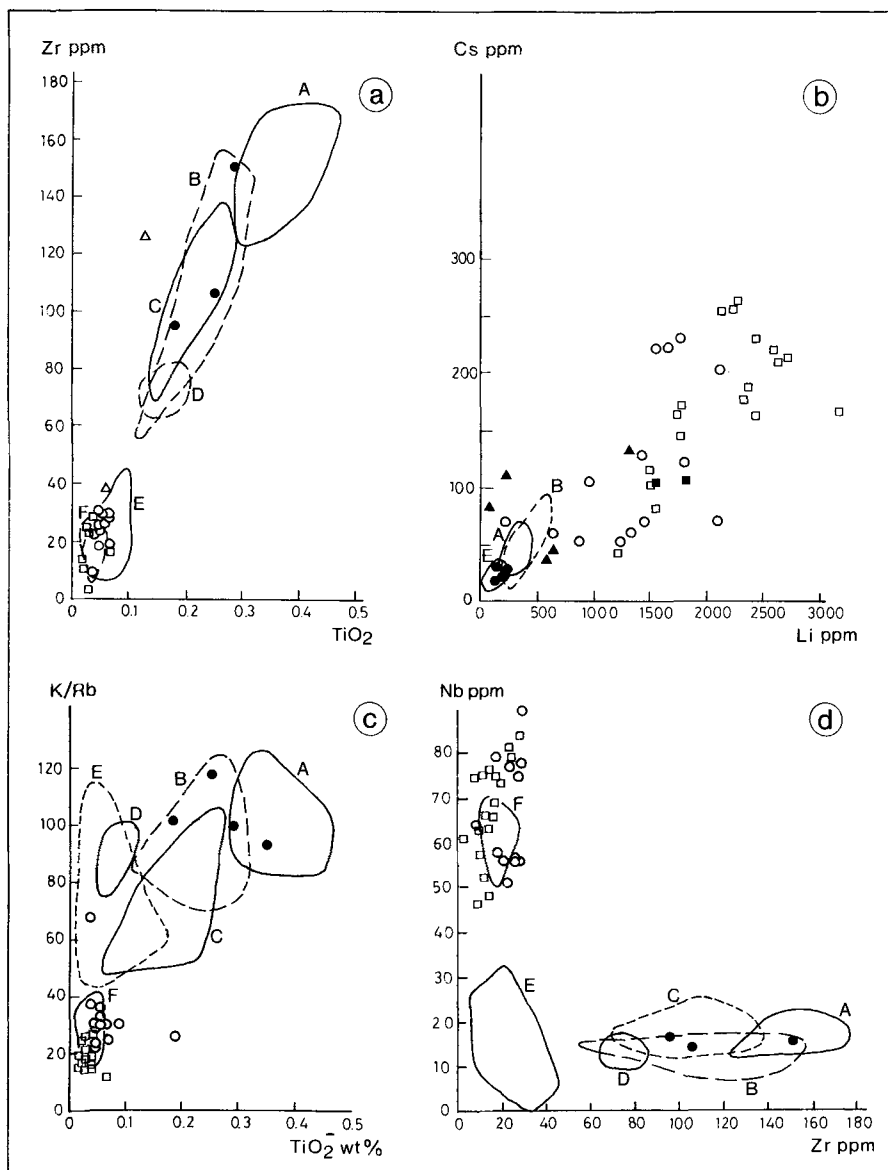 Zr ppm
a
180
160
140
120
100
80
60
40
20
0
A
B
C
D
E
F
0 0.1 0.2 0.3 0.4 0.5
TiO2
Cs ppm
b
300
200
100
0
B
A
E
0 500 1000 1500 2000 2500 3000
Li ppm
K/Rb
c
120
100
80
60
40
20
0
E
D
B
A
C
F
0 0.1 0.2 0.3 0.4 0.5
TiO2 wt%
Nb ppm
d
80
70
60
50
40
30
20
10
0
F
E
C
A
D
B
0 20 40 60 80 100 120 140 160 180
Zr ppm